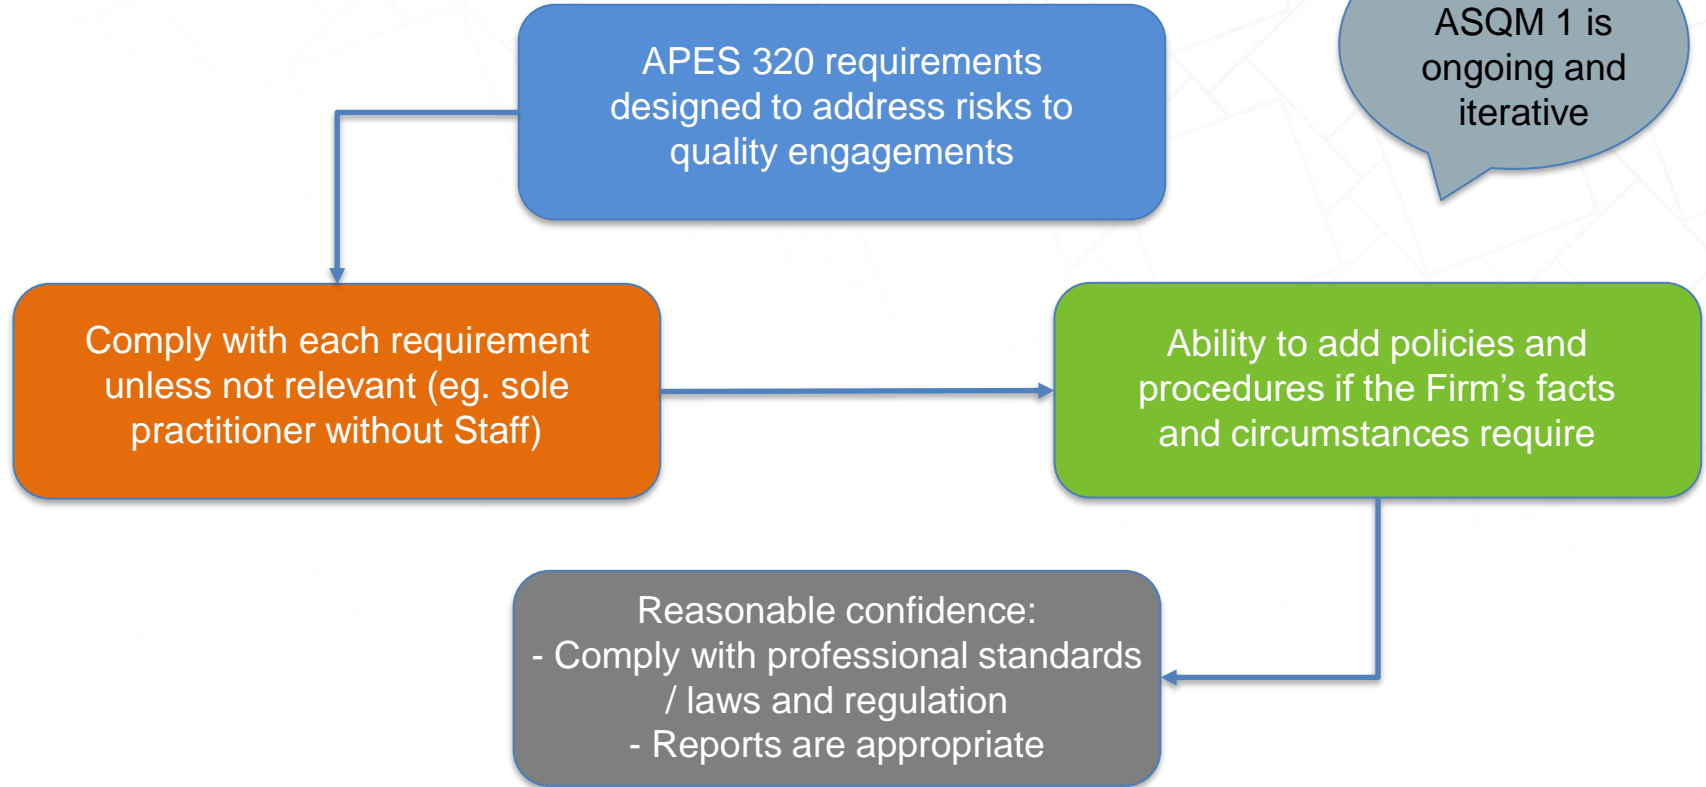 APES 320 requirements
designed to address risks to
quality engagements
ASQM 1 is
ongoing and
iterative
Comply with each requirement
unless not relevant (eg. sole
practitioner without Staff)
Ability to add policies and
procedures if the Firm’s facts
and circumstances require
Reasonable confidence:
- Comply with professional standards
/ laws and regulation
- Reports are appropriate